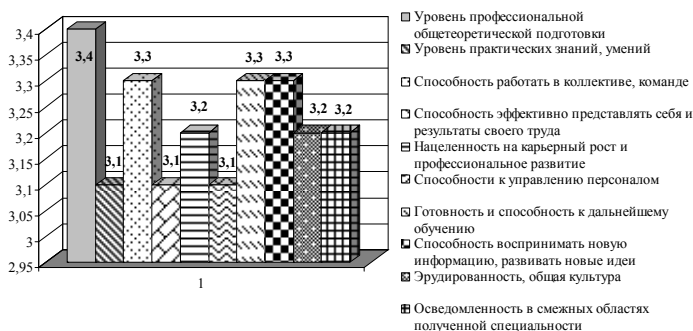 3,4
3,35
3,3
3,25
3,2
3,15
3,1
3,05
3
2,95
3,4
3,1
3,3
3,1
3,2
3,1
3,3
3,3
3,2
3,2
1
Уровень профессиональной
общетеоретической подготовки
Уровень практических знаний, умений
Способность работать в коллективе, команде
Способность эффективно представлять себя и
результаты своего труда
Нацеленность на карьерный рост и
профессиональное развитие
Способности к управлению персоналом
Готовность и способность к дальнейшему
обучению
Способность воспринимать новую
информацию, развивать новые идеи
Эрудированность, общая культура
Осведомленность в смежных областях
полученной специальности